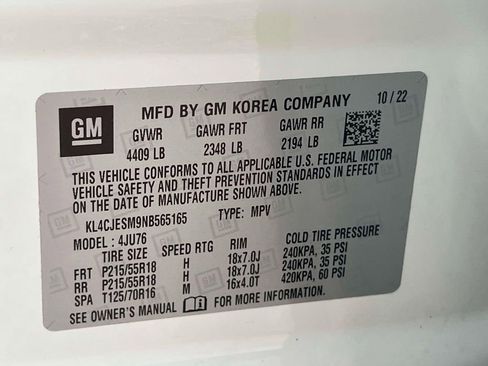 GM MFD BY GM KOREA COMPANY 10/22
GVWR GAWR FRT GAWR RR
4409 LB 2348 LB 2194 LB
THIS VEHICLE CONFORMS TO ALL APPLICABLE U.S. FEDERAL MOTOR
VEHICLE SAFETY AND THEFT PREVENTION STANDARDS IN EFFECT
ON THE DATE OF MANUFACTURE SHOWN ABOVE.
KL4CJESM9NB565165 TYPE: MPV
MODEL: 4JU76
TIRE SIZE SPEED RTG RIM COLD TIRE PRESSURE
FRT P215/55R18 H 18x7.0J 240KPA, 35 PSI
RR P215/55R18 H 18x7.0J 240KPA, 35 PSI
SPA T125/70R16 M 16x4.0T 420KPA, 60 PSI
SEE OWNER'S MANUAL FOR MORE INFORMATION.